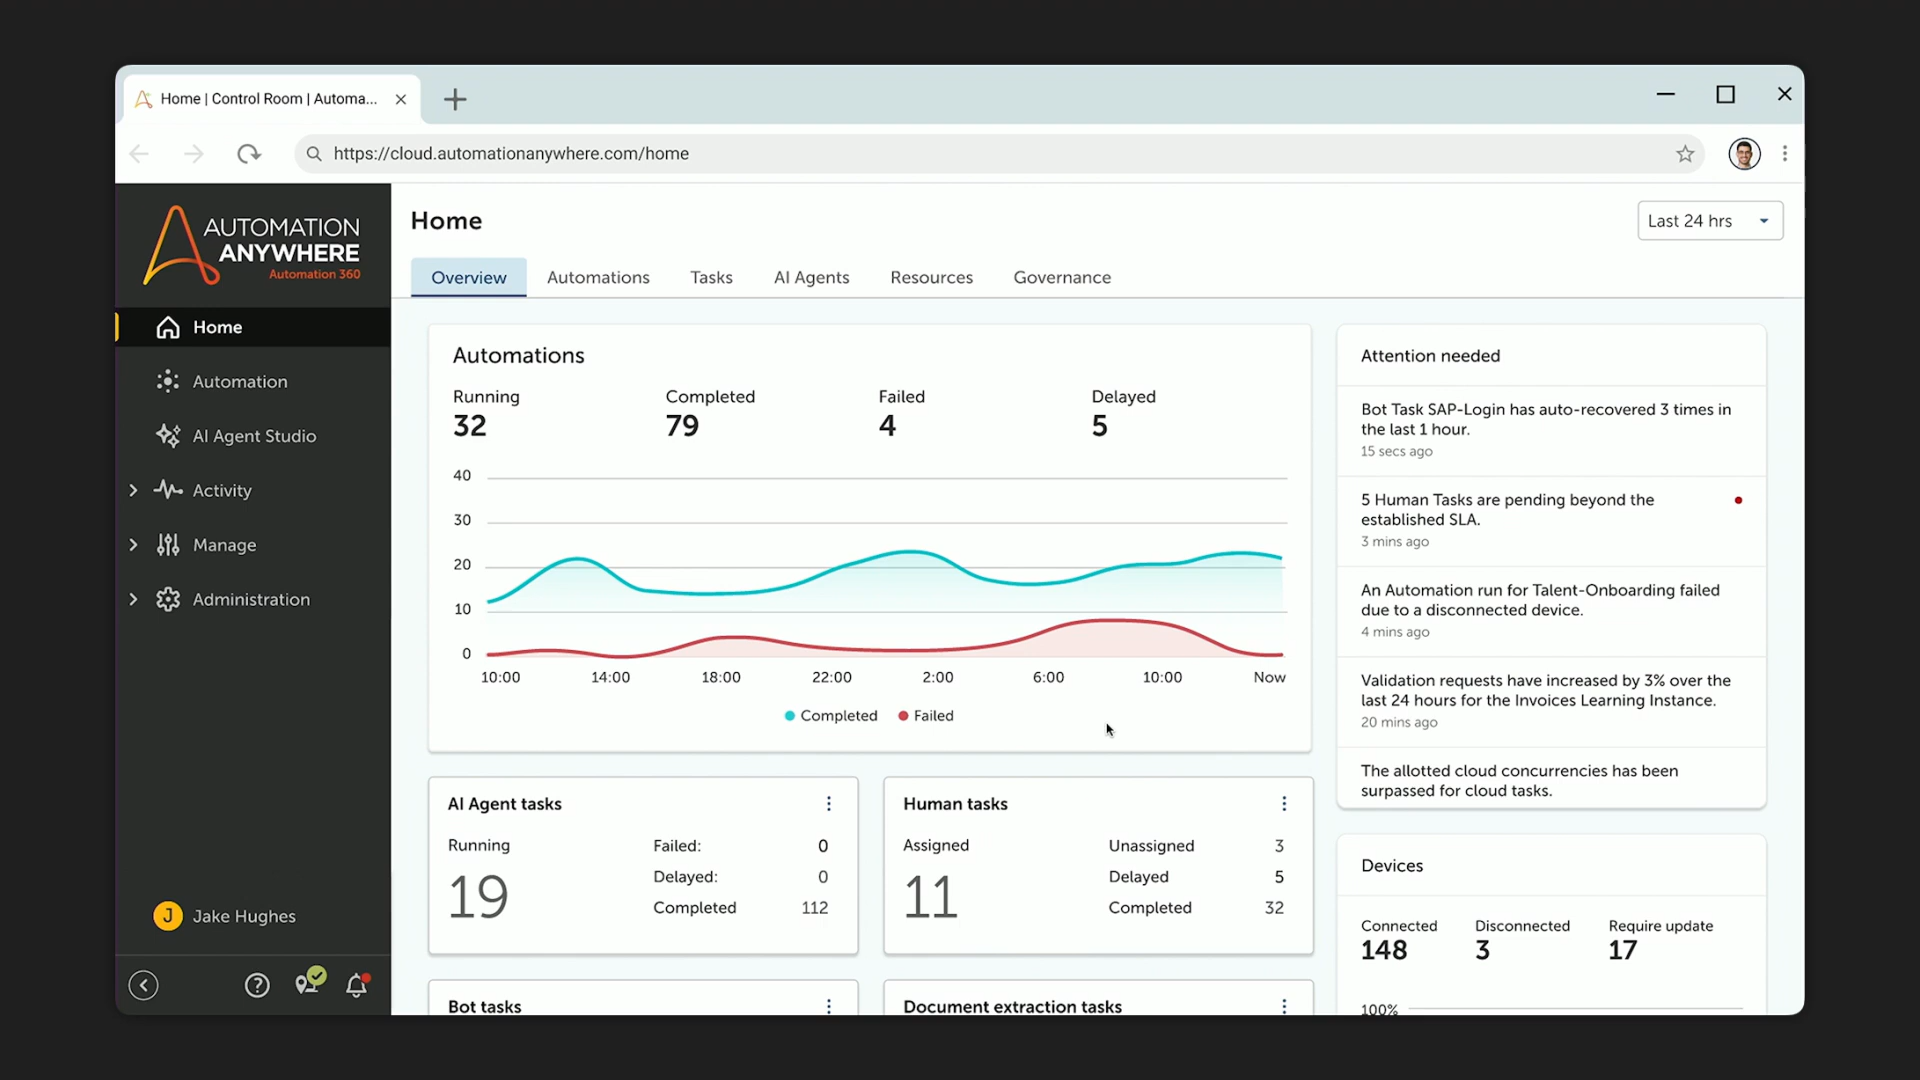 Home | Control Room | Automa...
https://cloud.automationanywhere.com/home
AUTOMATION
ANYWHERE
Automation 360
Home
Automation
AI Agent Studio
Activity
Manage
Administration
J Jake Hughes
Home
Last 24 hrs
Overview Automations Tasks AI Agents Resources Governance
Automations
Running Completed Failed Delayed
32 79 4 5
40
30
20
10
0
10:00 14:00 18:00 22:00 2:00 6:00 10:00 Now
Completed Failed
AI Agent tasks
Running
19
Failed: 0
Delayed: 0
Completed 112
Human tasks
Assigned
11
Unassigned 3
Delayed 5
Completed 32
Bot tasks
Document extraction tasks
Attention needed
Bot Task SAP-Login has auto-recovered 3 times in
the last 1 hour.
15 secs ago
5 Human Tasks are pending beyond the
established SLA.
3 mins ago
An Automation run for Talent-Onboarding failed
due to a disconnected device.
4 mins ago
Validation requests have increased by 3% over the
last 24 hours for the Invoices Learning Instance.
20 mins ago
The allotted cloud concurrencies has been
surpassed for cloud tasks.
Devices
Connected Disconnected Require update
148 3 17
100%